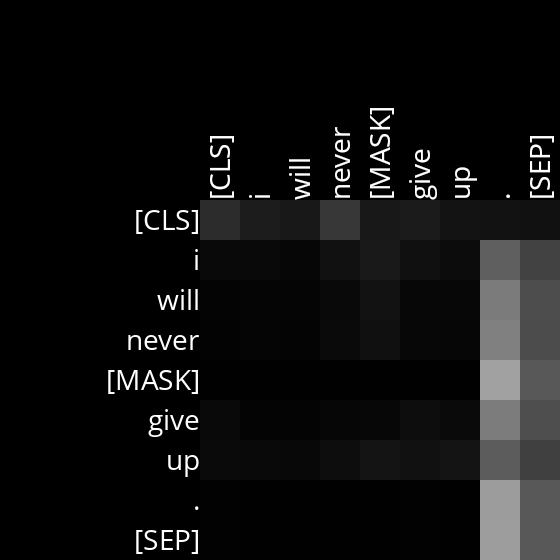 [CLS] i will never [MASK] give up . [SEP]
[CLS]
i
will
never
[MASK]
give
up
.
[SEP]